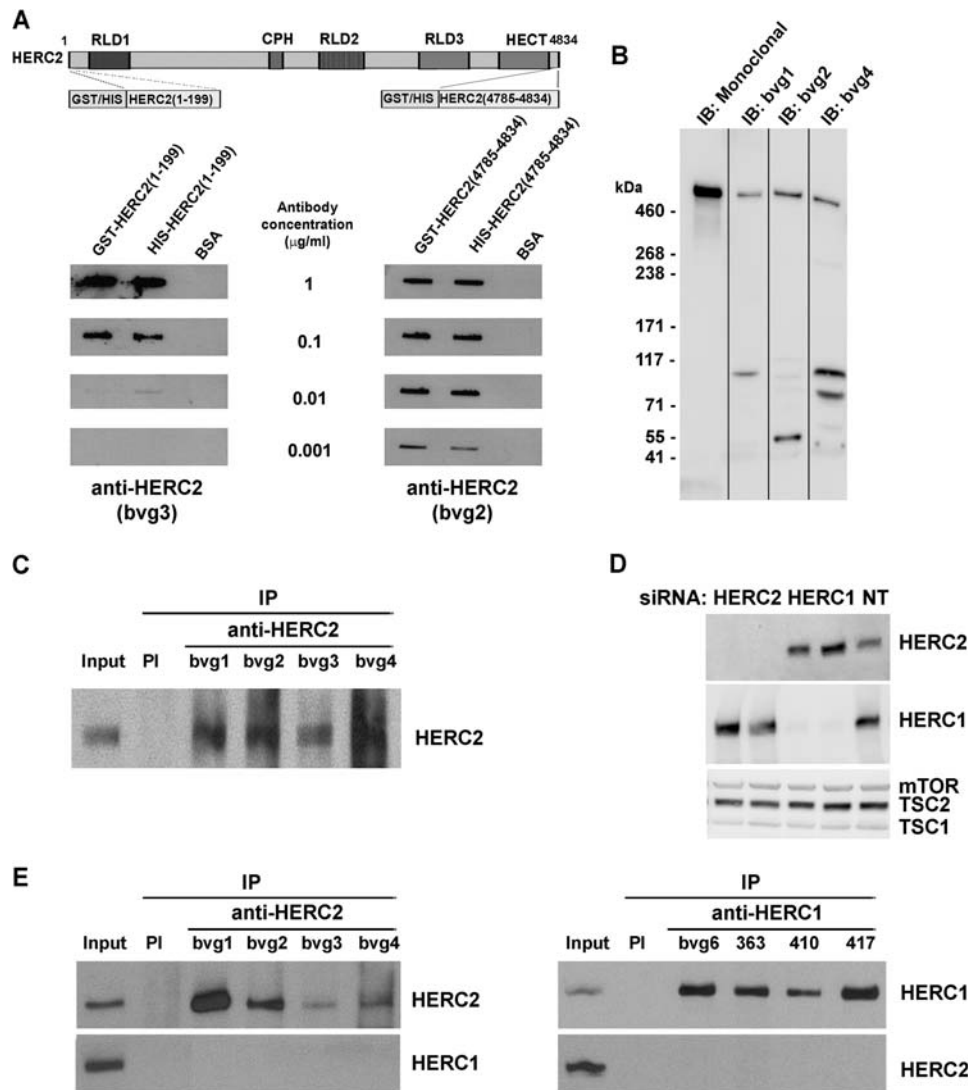 A
1 RLD1 CPH RLD2 RLD3 HECT 4834
HERC2
GST/HIS HERC2(1-199) GST/HIS HERC2(4785-4834)
GST-HERC2(1-199) HIS-HERC2(1-199) BSA
Antibody
concentration
(μg/ml)
GST-HERC2(4785-4834) HIS-HERC2(4785-4834) BSA
1
0.1
0.01
0.001
anti-HERC2
(bvg3)
anti-HERC2
(bvg2)
B
IB: Monoclonal IB: bvg1 IB: bvg2 IB: bvg4
kDa
460 -
268 -
238 -
171 -
117 -
71 -
55 -
41 -
C
IP
anti-HERC2
Input PI bvg1 bvg2 bvg3 bvg4
HERC2
D
siRNA: HERC2 HERC1 NT
HERC2
HERC1
mTOR
TSC2
TSC1
E
IP
anti-HERC2
Input PI bvg1 bvg2 bvg3 bvg4
HERC2
HERC1
IP
anti-HERC1
Input PI bvg6 363 410 417
HERC1
HERC2